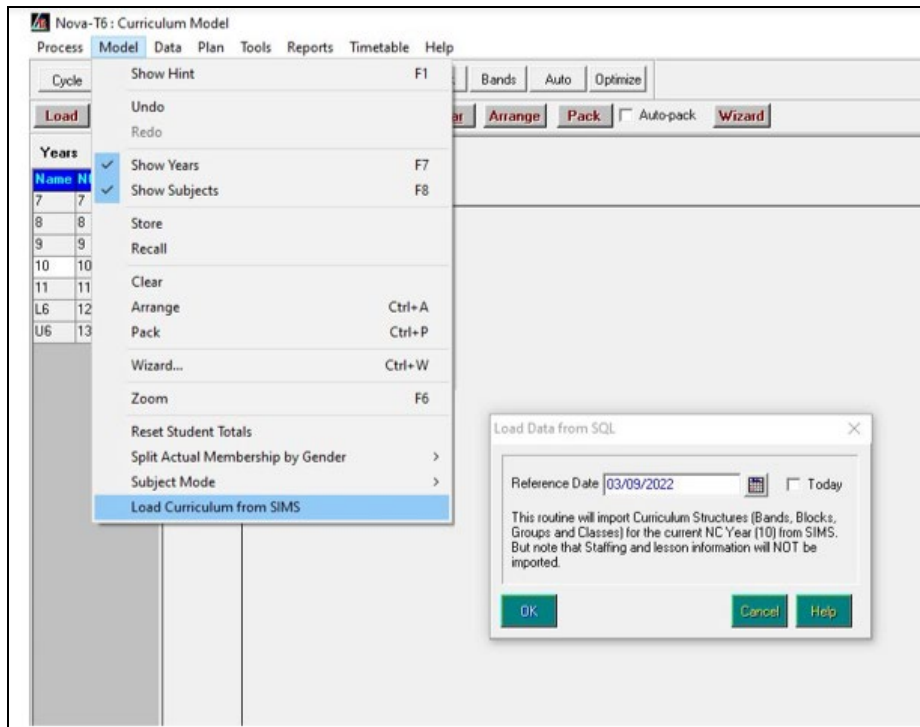 Nova-T6 : Curriculum Model
Process Model Data Plan Tools Reports Timetable Help
Cycle Bands Auto Optimize
Load Arrange Pack Auto-pack Wizard
Show Hint F1
Undo
Redo
Show Years F7
Show Subjects F8
Store
Recall
Clear
Arrange Ctrl+A
Pack Ctrl+P
Wizard... Ctrl+W
Zoom F6
Reset Student Totals
Split Actual Membership by Gender >
Subject Mode >
Load Curriculum from SIMS
Years
Name
7 7
8 8
9 9
10 10
11 11
L6 12
U6 13
Load Data from SQL
Reference Date 03/09/2022 Today
This routine will import Curriculum Structures (Bands, Blocks,
Groups and Classes) for the current NC Year (10) from SIMS.
But note that Staffing and lesson information will NOT be
imported.
OK Cancel Help